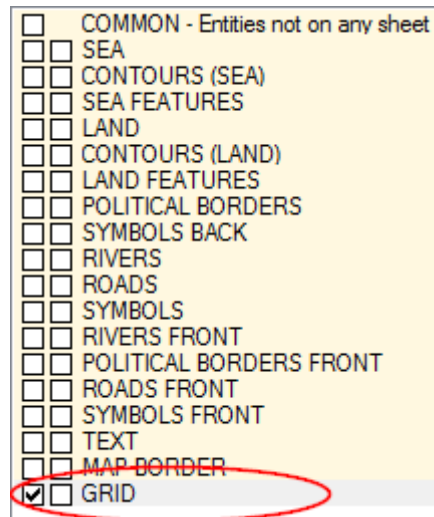 COMMON - Entities not on any sheet
SEA
CONTOURS (SEA)
SEA FEATURES
LAND
CONTOURS (LAND)
LAND FEATURES
POLITICAL BORDERS
SYMBOLS BACK
RIVERS
ROADS
SYMBOLS
RIVERS FRONT
POLITICAL BORDERS FRONT
ROADS FRONT
SYMBOLS FRONT
TEXT
MAP BORDER
GRID